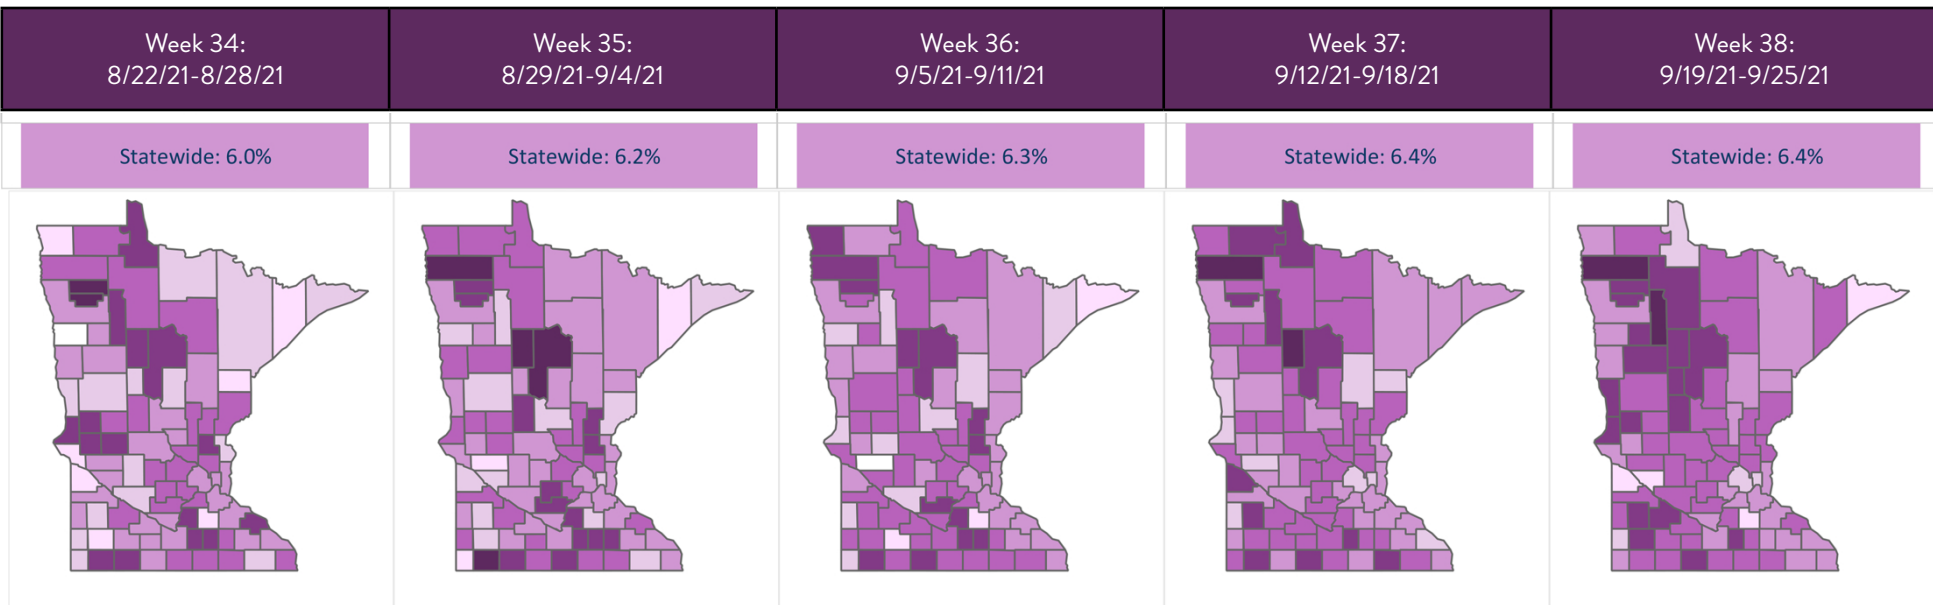 Week 34:
8/22/21-8/28/21
Week 35:
8/29/21-9/4/21
Week 36:
9/5/21-9/11/21
Week 37:
9/12/21-9/18/21
Week 38:
9/19/21-9/25/21
Statewide: 6.0%
Statewide: 6.2%
Statewide: 6.3%
Statewide: 6.4%
Statewide: 6.4%